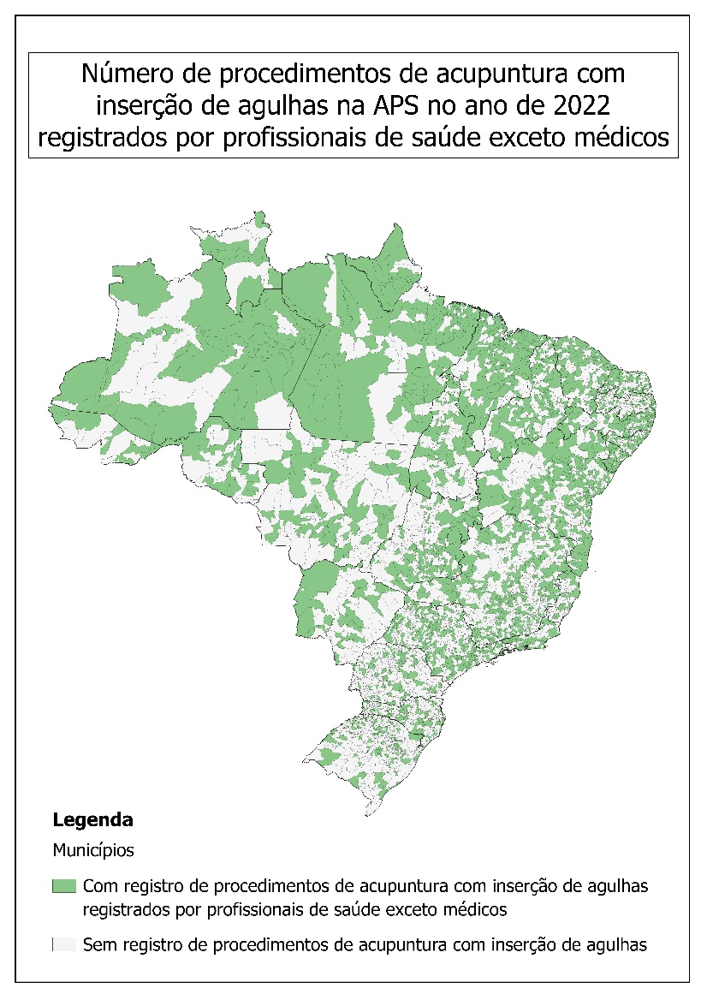 Número de procedimentos de acupuntura com
inserção de agulhas na APS no ano de 2022
registrados por profissionais de saúde exceto médicos
Legenda
Municípios
Com registro de procedimentos de acupuntura com inserção de agulhas
registrados por profissionais de saúde exceto médicos
Sem registro de procedimentos de acupuntura com inserção de agulhas